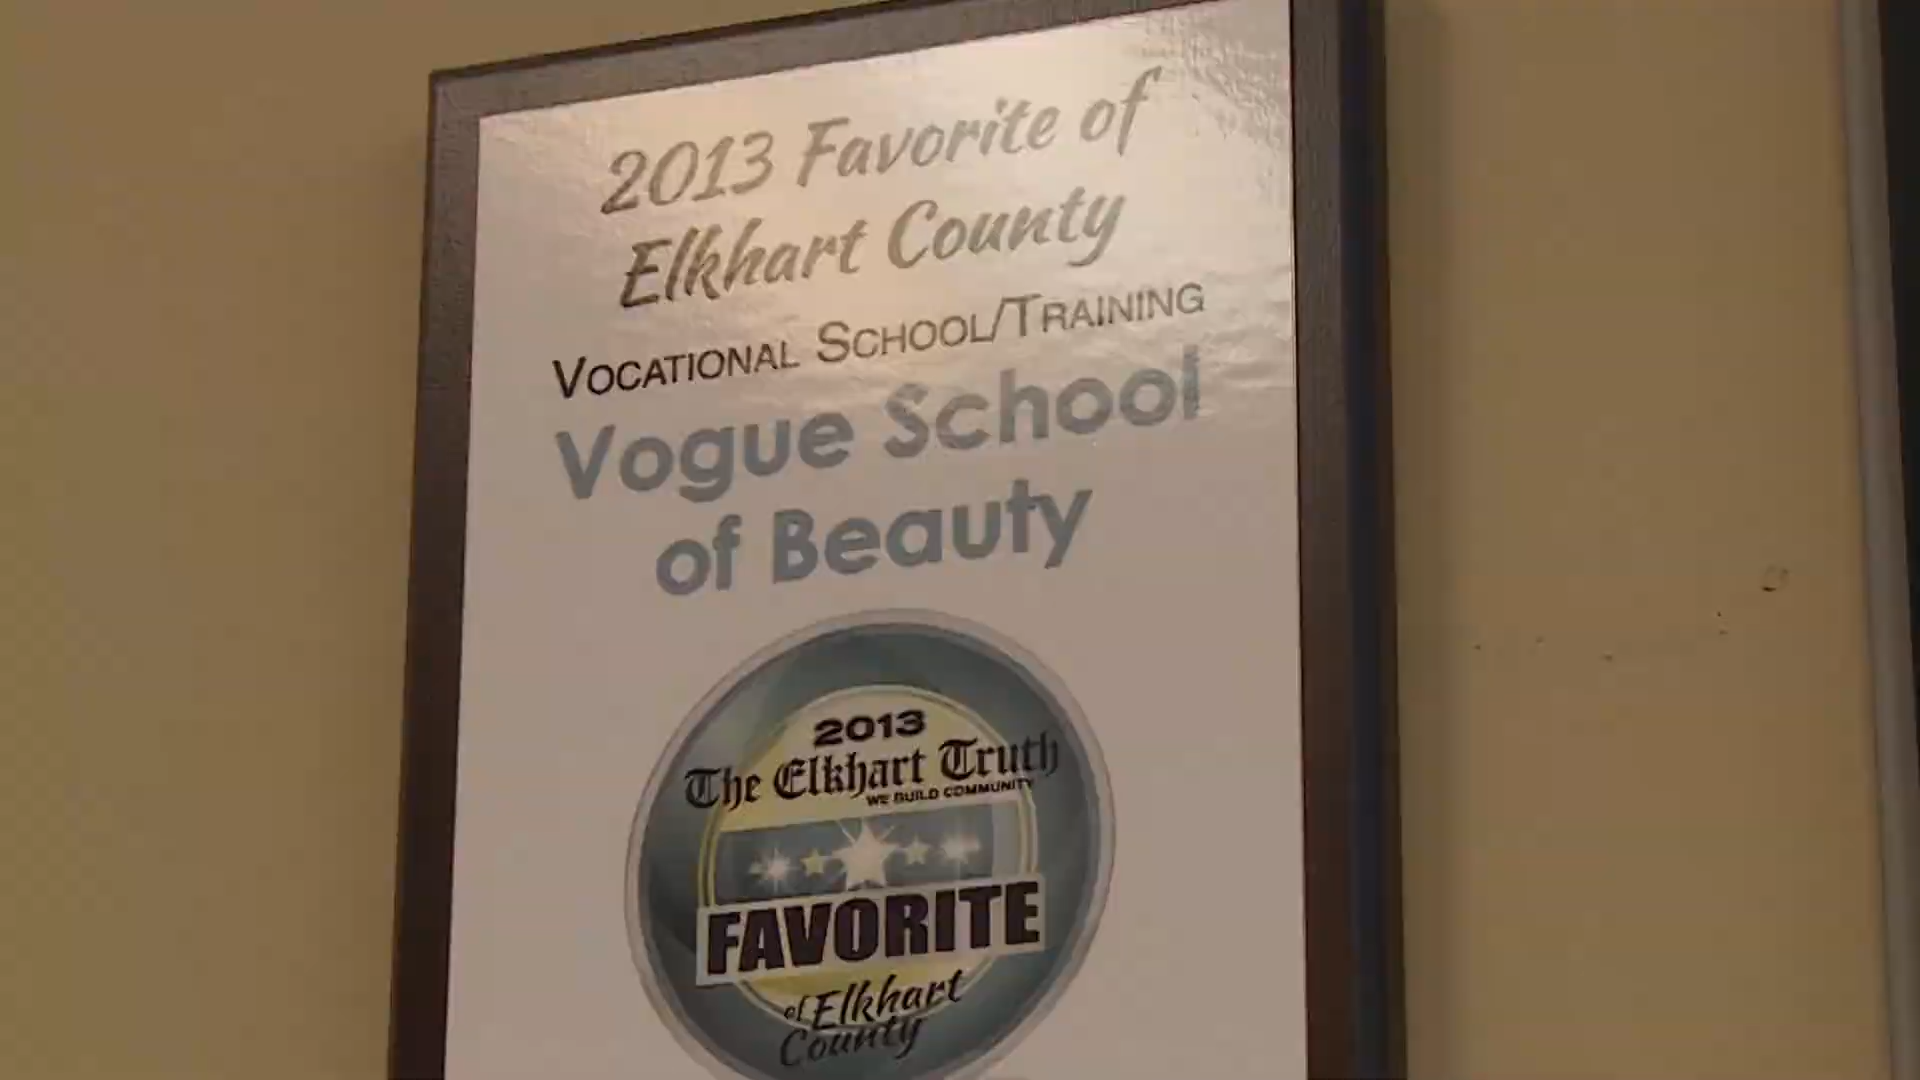 2013 Favorite of
Elkhart County
VOCATIONAL SCHOOL/TRAINING
Vogue School
of Beauty
2013
The Elkhart Truth
WE BUILD COMMUNITY
FAVORITE
of Elkhart
County